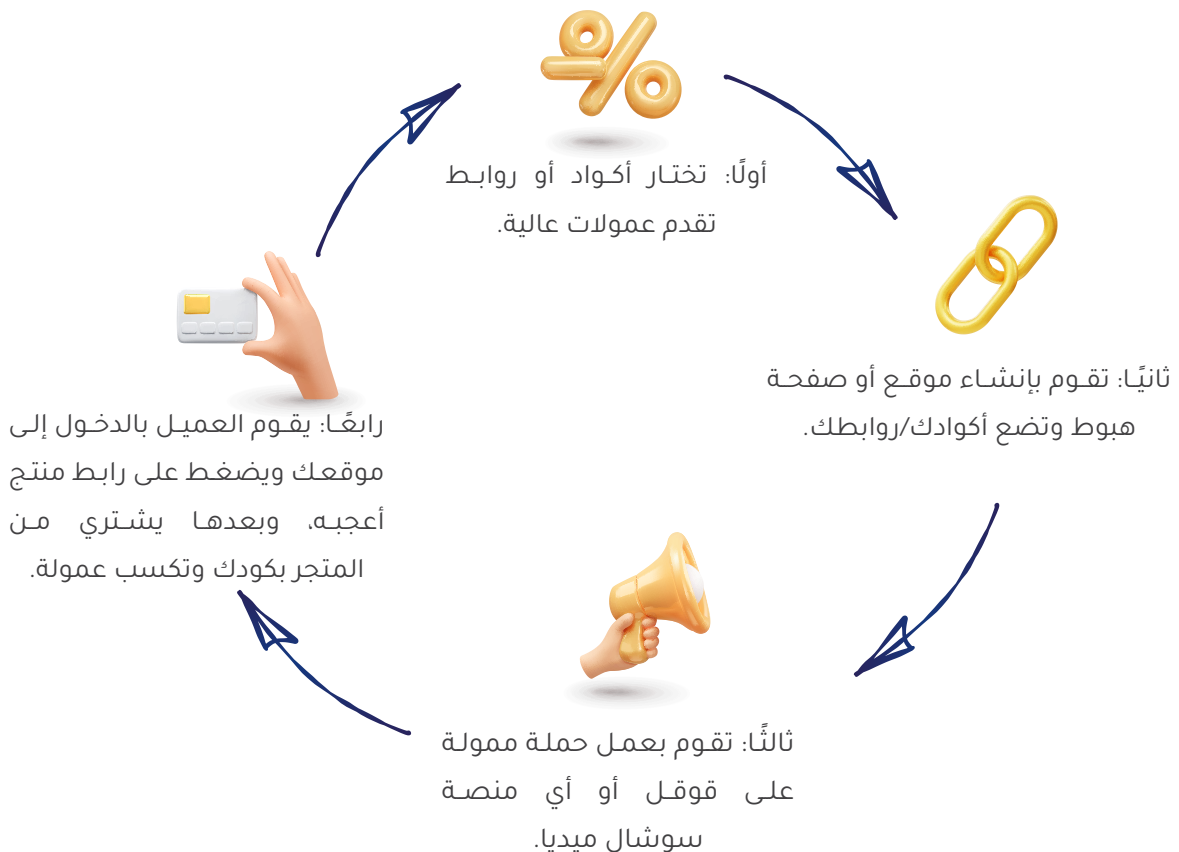 أولًا: تختار أكواد أو روابط
تقدم عمولات عالية.
ثانيًا: تقوم بإنشاء موقع أو صفحة
هبوط وتضع أكوادك/روابطك.
ثالثًا: تقوم بعمل حملة ممولة
على قوقل أو أي منصة
سوشال ميديا.
رابعًا: يقوم العميل بالدخول إلى
موقعك ويضغط على رابط منتج
أعجبه، وبعدها يشتري من
المتجر بكودك وتكسب عمولة.